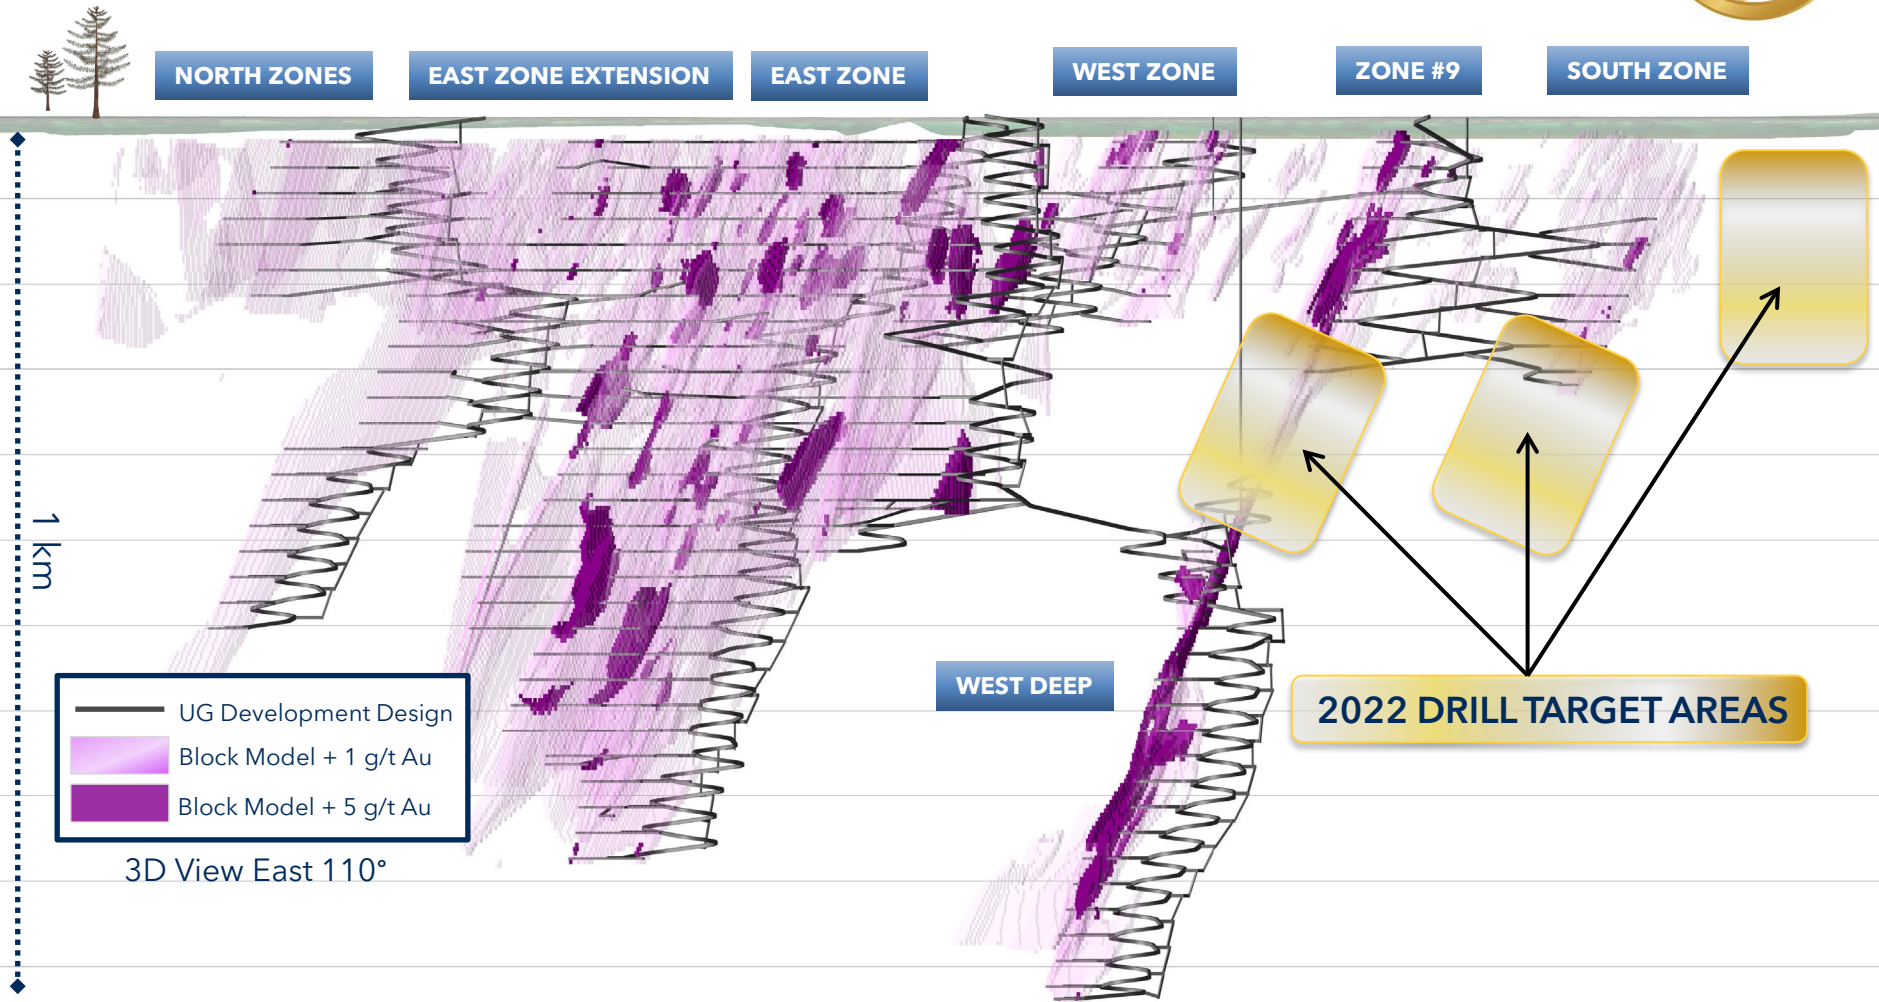 NORTH ZONES
EAST ZONE EXTENSION
EAST ZONE
WEST ZONE
ZONE #9
SOUTH ZONE
1 km
WEST DEEP
2022 DRILL TARGET AREAS
UG Development Design
Block Model + 1 g/t Au
Block Model + 5 g/t Au
3D View East 110°